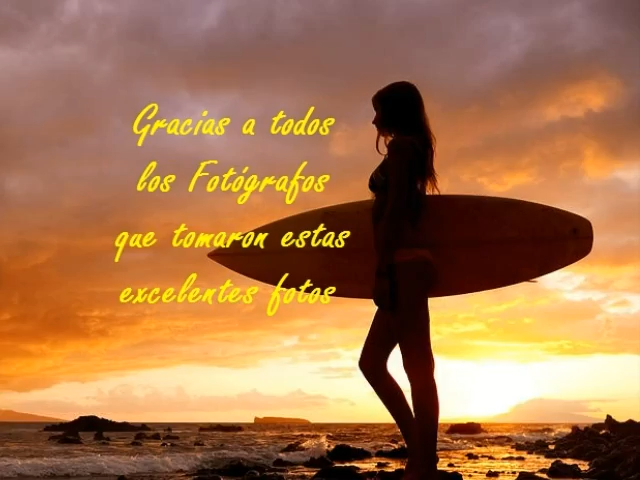 Gracias a todos
los Fotógrafos
que tomaron estas
excelentes fotos